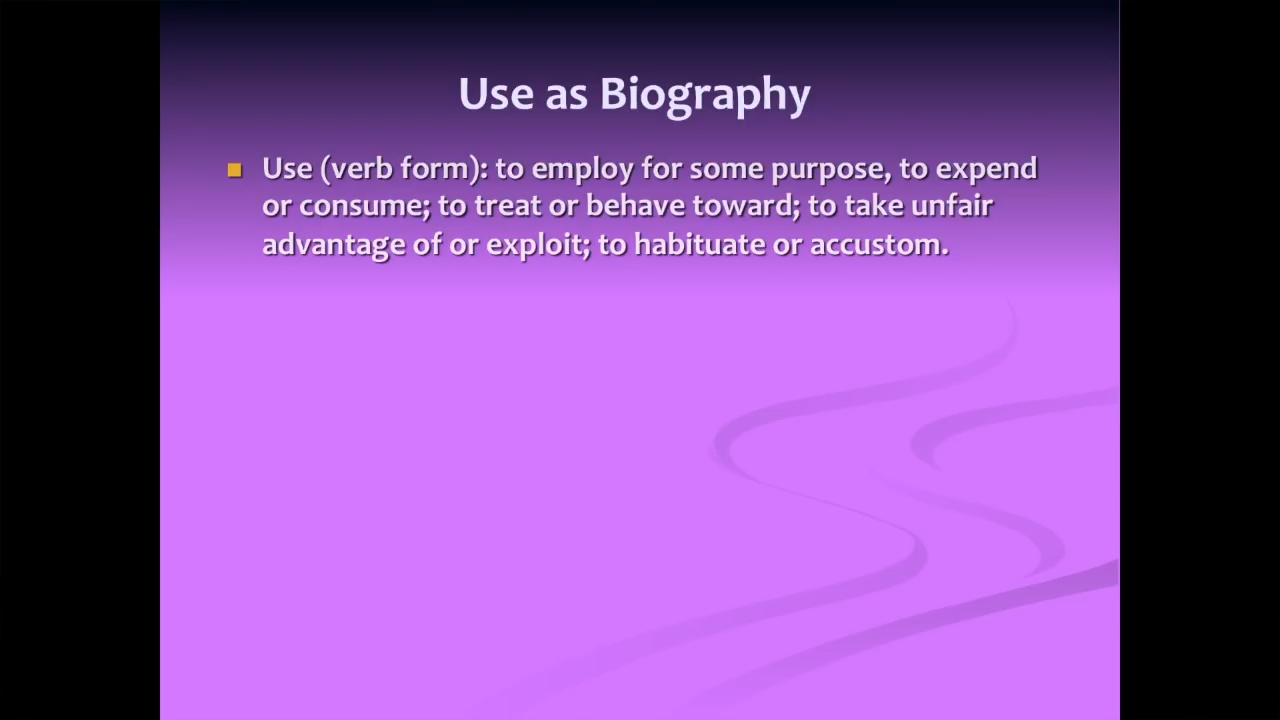 Use as Biography
Use (verb form): to employ for some purpose, to expend
or consume; to treat or behave toward; to take unfair
advantage of or exploit; to habituate or accustom.